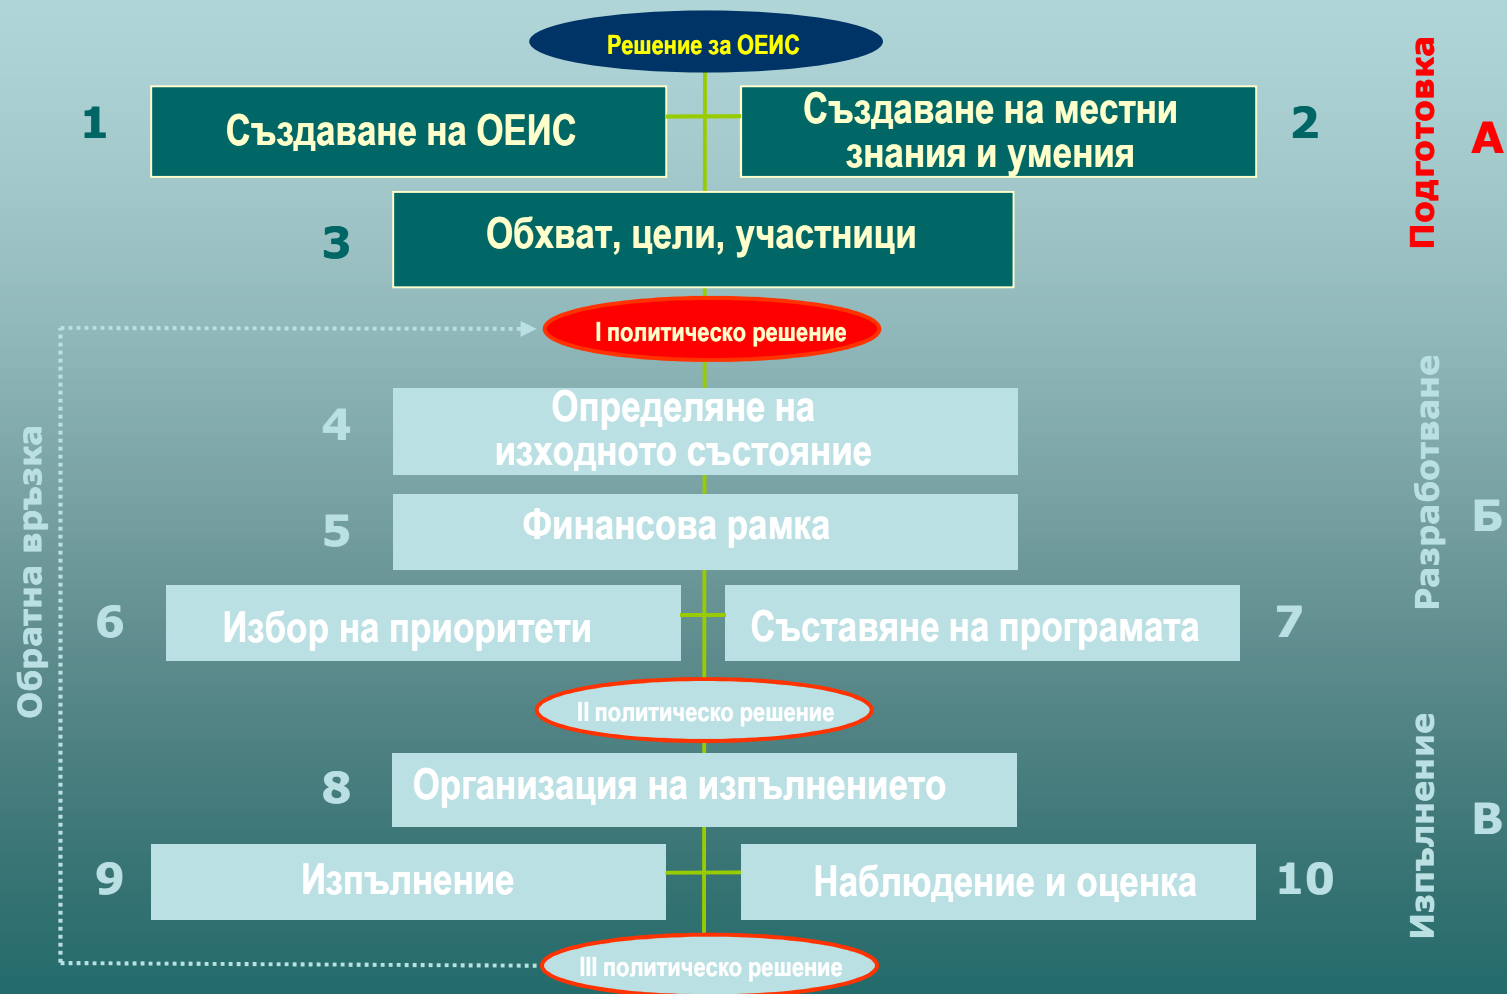 Решение за ОЕИС
1
Създаване на ОЕИС
Създаване на местни
знания и умения
2
Подготовка
А
3
Обхват, цели, участници
I политическо решение
4
Определяне на
изходното състояние
Разработване
Б
5
Финансова рамка
Обратна връзка
6
Избор на приоритети
Съставяне на програмата
7
II политическо решение
8
Организация на изпълнението
Изпълнение
В
9
Изпълнение
Наблюдение и оценка
10
III политическо решение